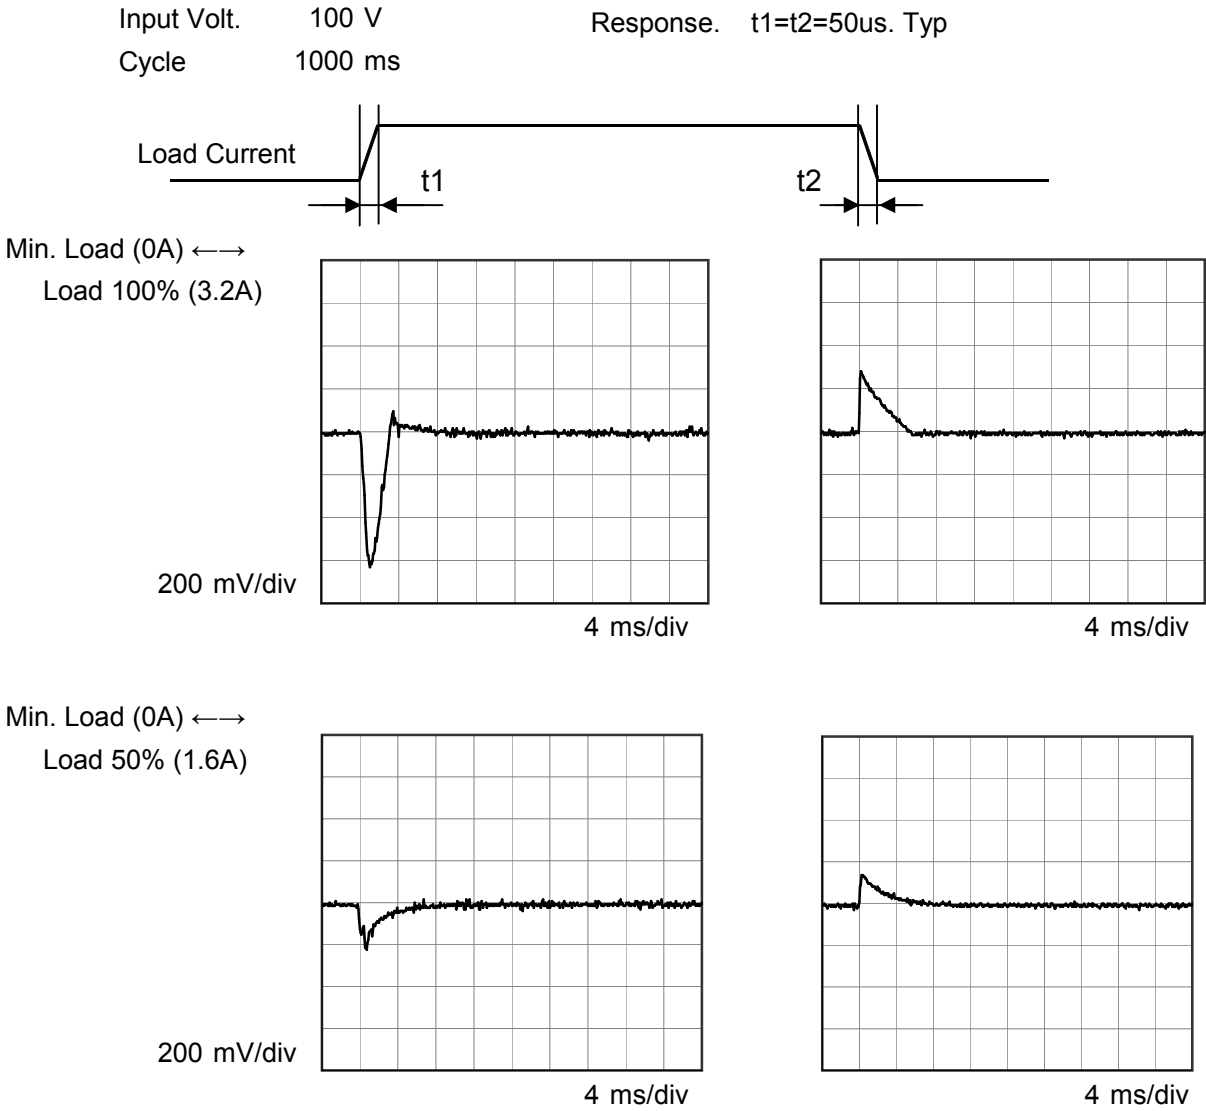 Input Volt. 100 V Response. t1=t2=50us. Typ
Cycle 1000 ms
Load Current
t1 t2
Min. Load (0A) ←→
Load 100% (3.2A)
200 mV/div
4 ms/div 4 ms/div
Min. Load (0A) ←→
Load 50% (1.6A)
200 mV/div
4 ms/div 4 ms/div